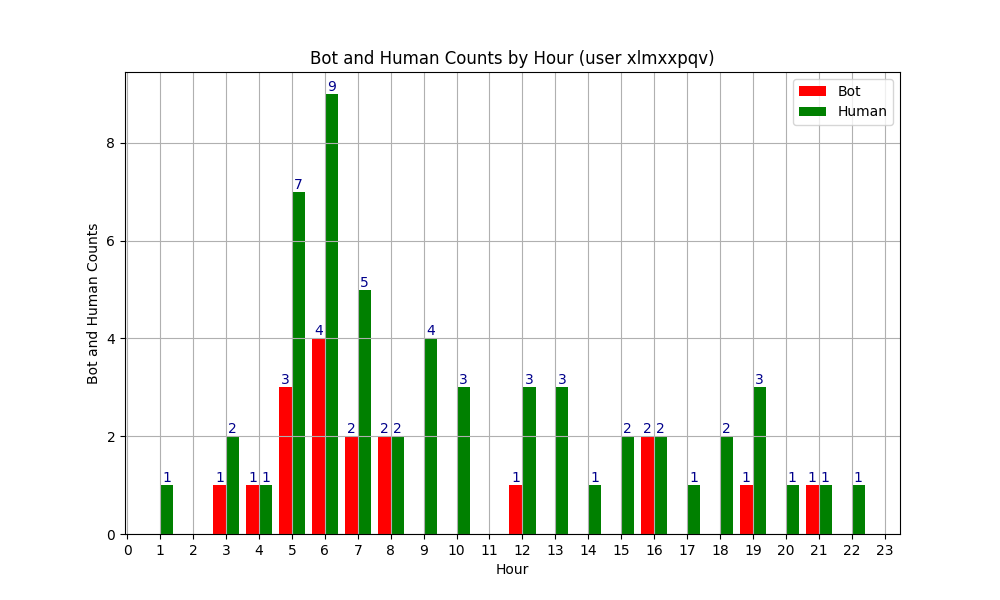 Bot and Human Counts by Hour (user xlmxxpqv)
Bot
Human
Bot and Human Counts
8
6
4
2
0
1 1 2 1 1 3 7 4 9 2 5 2 2 4 3 1 3 3 1 2 2 2 1 2 1 3 1 1 1 1
0 1 2 3 4 5 6 7 8 9 10 11 12 13 14 15 16 17 18 19 20 21 22 23
Hour